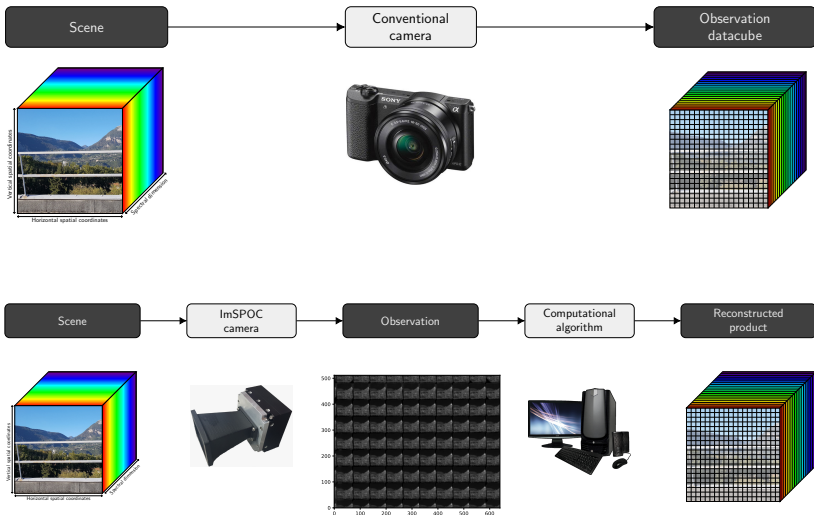 Scene
Conventional
camera
Observation
datacube
Vertical spatial coordinates
Horizontal spatial coordinates
Spectral dimension
SONY
α
Scene
ImSPOC
camera
Observation
Computational
algorithm
Reconstructed
product
Vertical spatial coordinates
Horizontal spatial coordinates
Spectral dimension
500
400
300
200
100
0
0 100 200 300 400 500 600